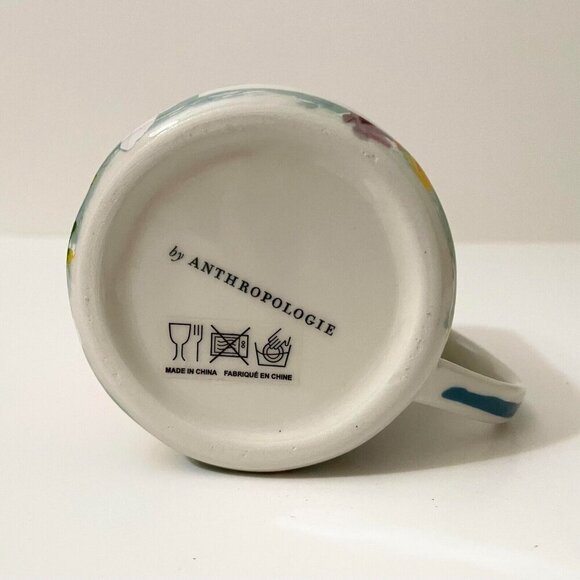 by ANTHROPOLOGIE
MADE IN CHINA FABRIQUÉ EN CHINE